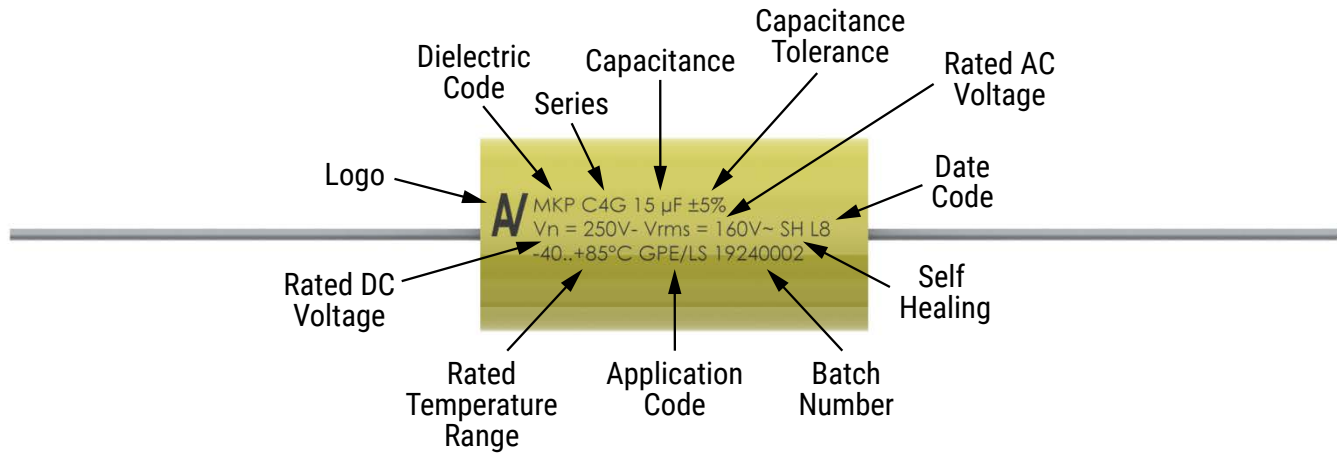 Capacitance
Tolerance
Dielectric
Code
Capacitance
Rated AC
Voltage
Series
Logo
Date
Code
MKP C4G 15 µF ±5%
Vn = 250V- Vrms = 160V~ SH L8
-40..+85°C GPE/LS 19240002
Rated DC
Voltage
Self
Healing
Rated
Temperature
Range
Application
Code
Batch
Number